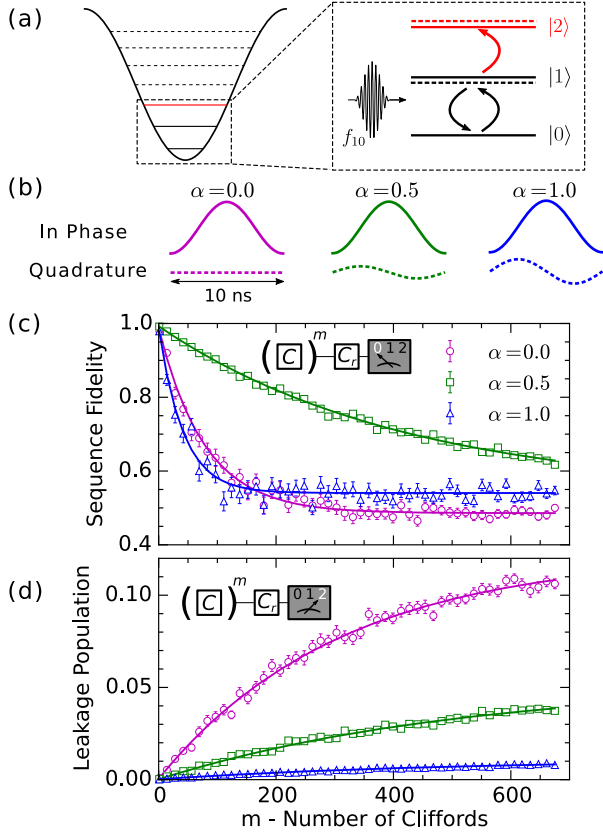 (a)
|2⟩
|1⟩
f10
|0⟩
(b)
α=0.0 α=0.5 α=1.0
In Phase
Quadrature
10 ns
(c)
1.0
0.8
0.6
0.4
Sequence Fidelity
( C )m Cr 0 1 2
α=0.0
α=0.5
α=1.0
(d)
0.10
0.05
0.00
Leakage Population
( C )m Cr 0 1 2
0 200 400 600
m - Number of Cliffords